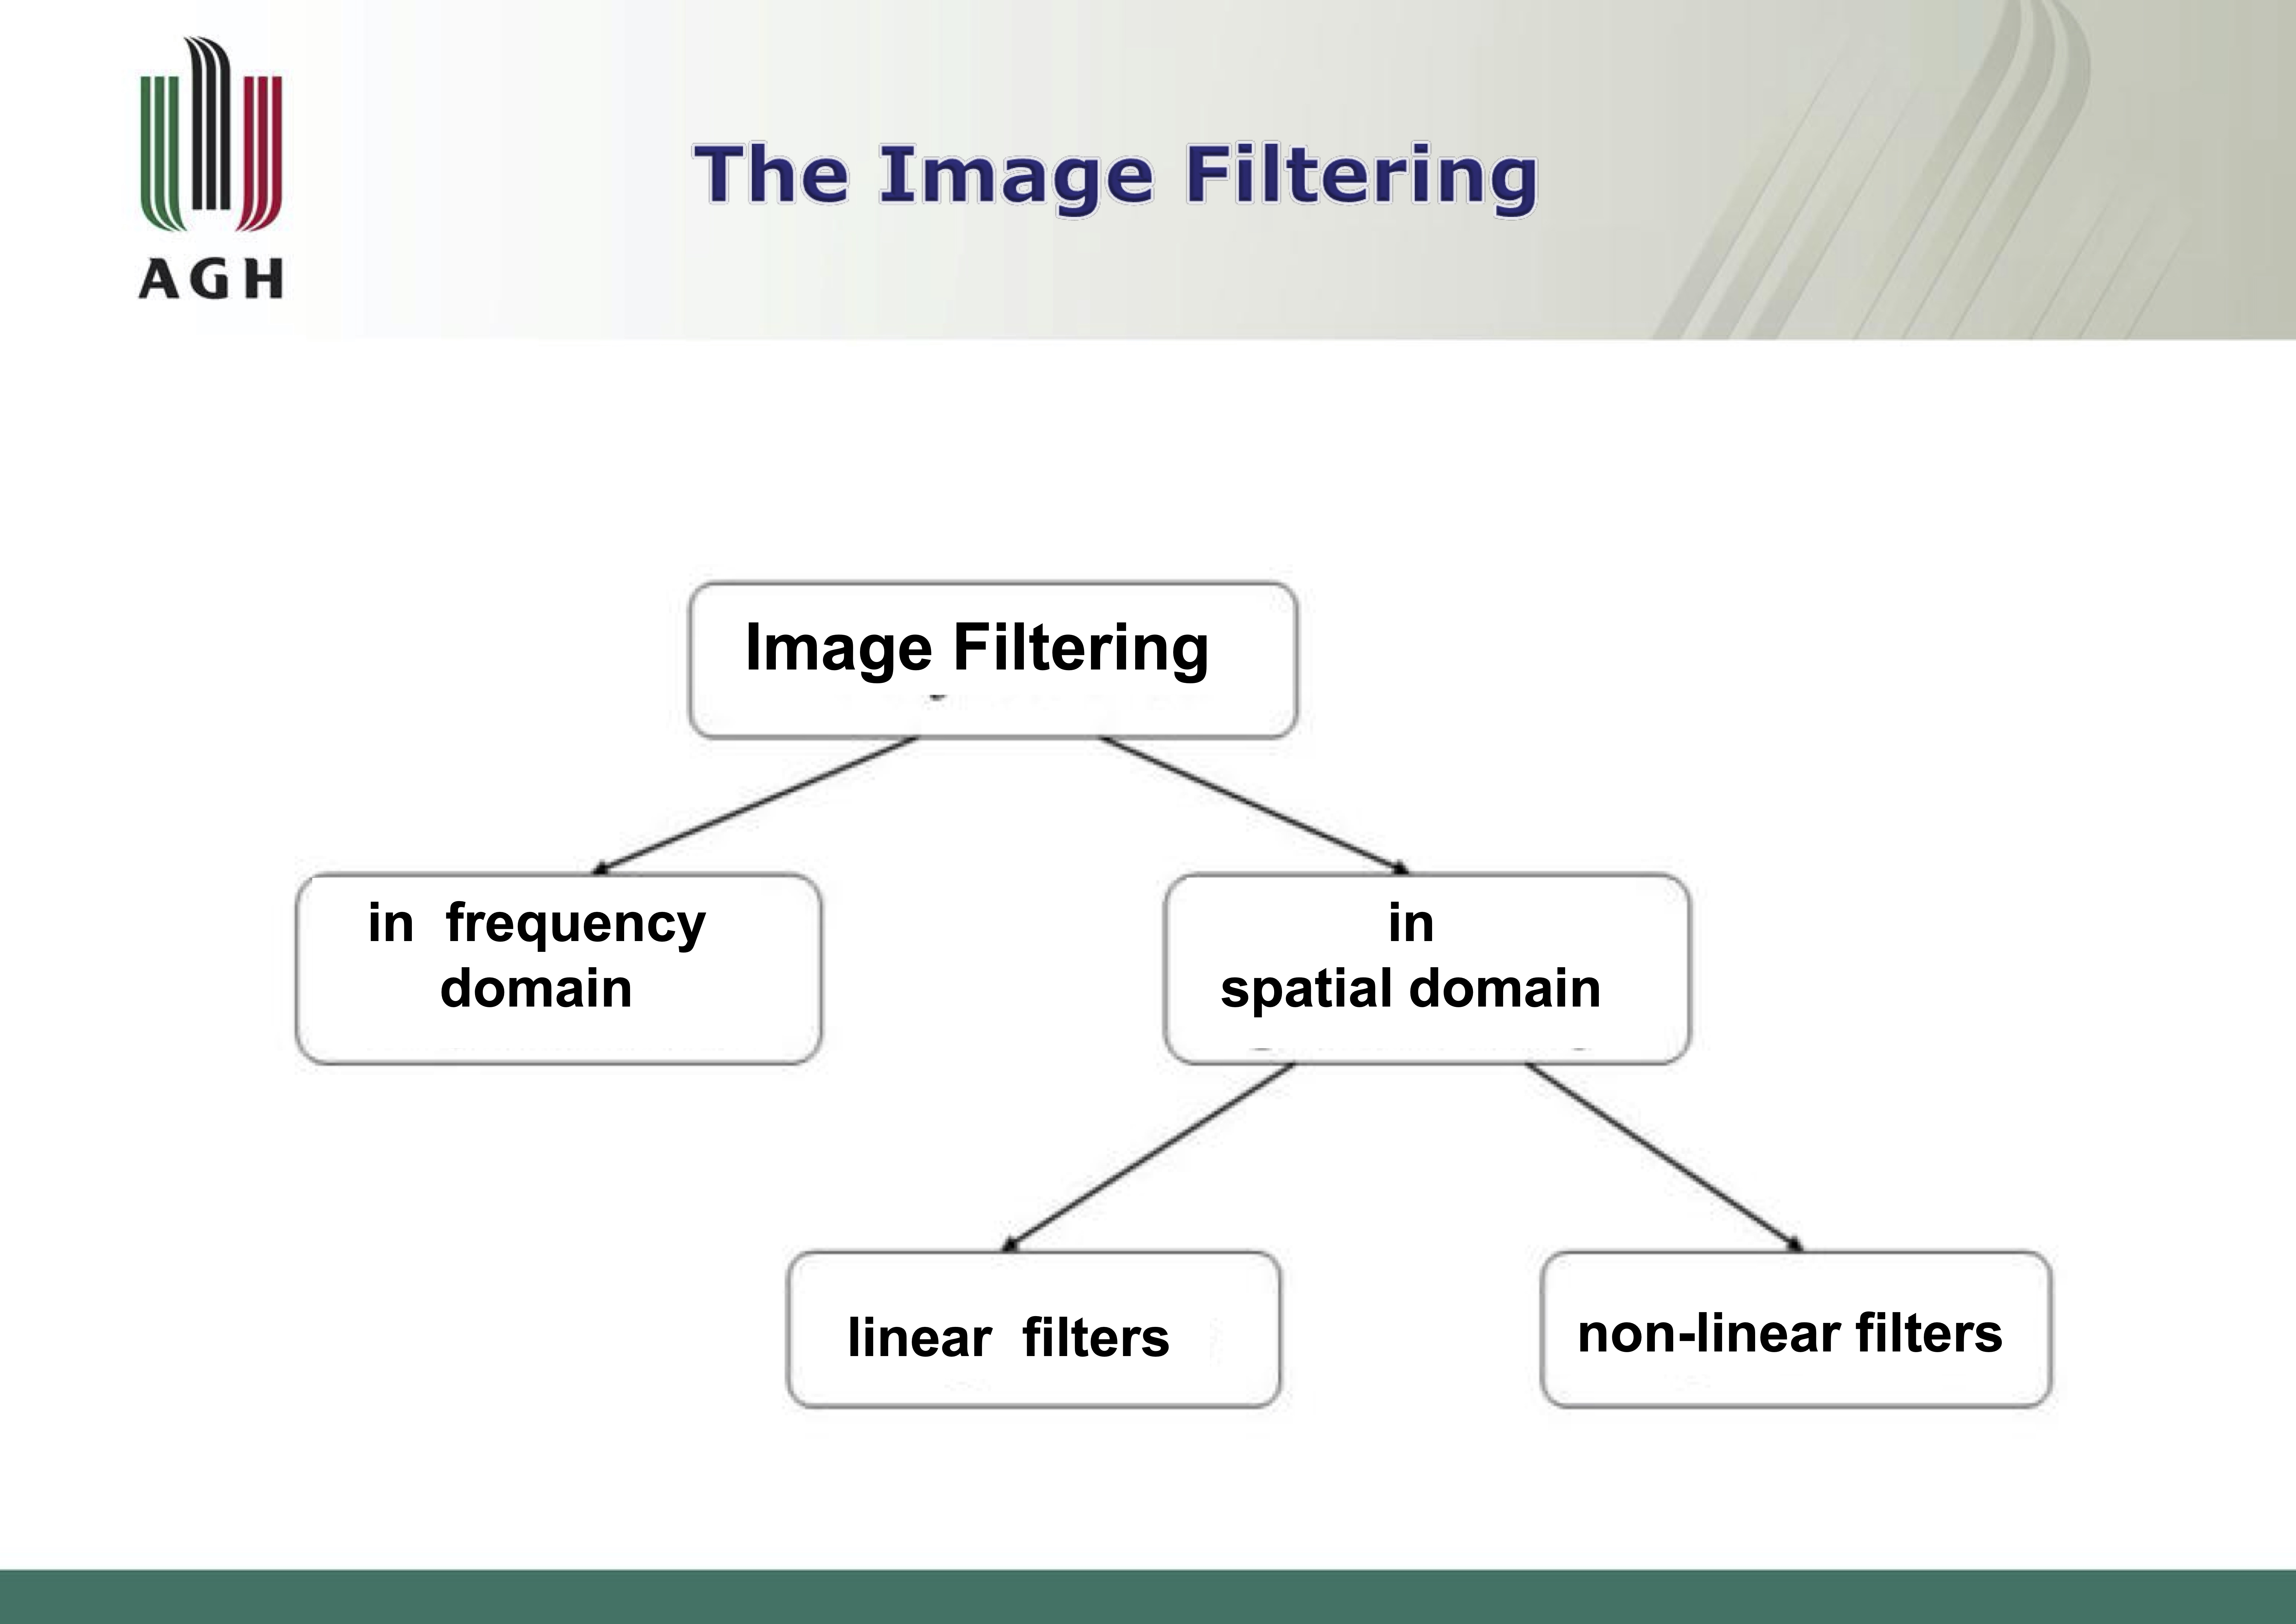 AGH
The Image Filtering
Image Filtering
in frequency
domain
in
spatial domain
linear filters
non-linear filters